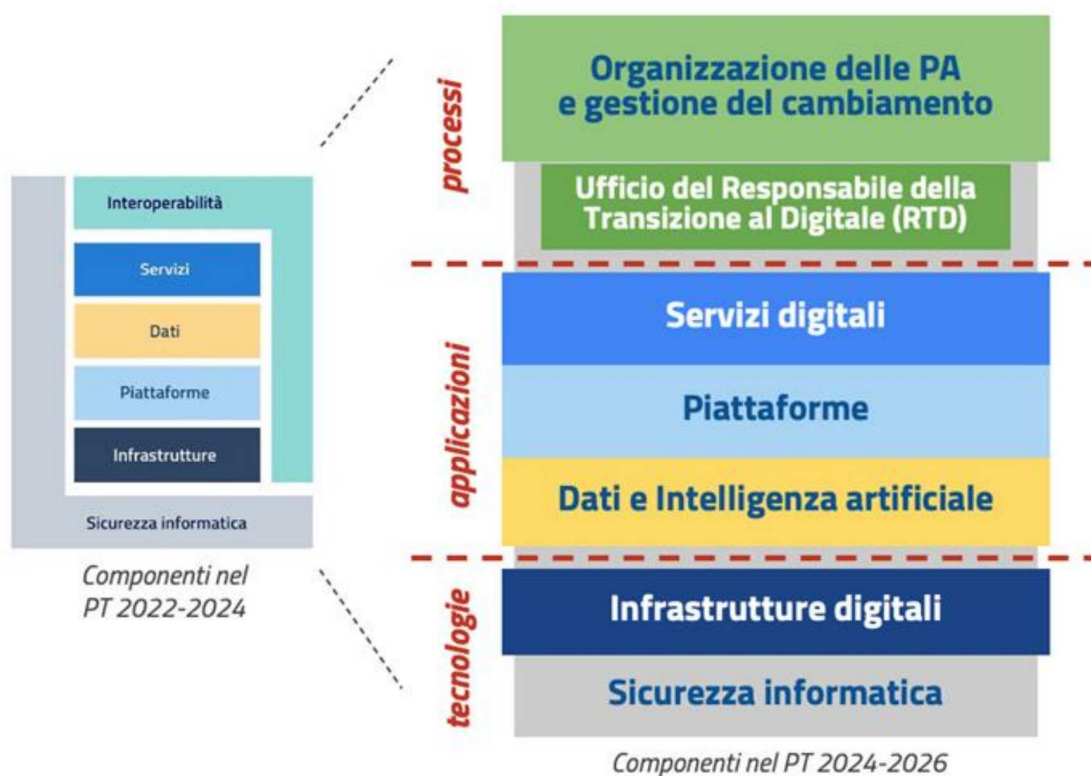 Interoperabilità
Servizi
Dati
Piattaforme
Infrastrutture
Sicurezza informatica
Componenti nel
PT 2022-2024
processi
Organizzazione delle PA
e gestione del cambiamento
Ufficio del Responsabile della
Transizione al Digitale (RTD)
applicazioni
Servizi digitali
Piattaforme
Dati e Intelligenza artificiale
tecnologie
Infrastrutture digitali
Sicurezza informatica
Componenti nel PT 2024-2026